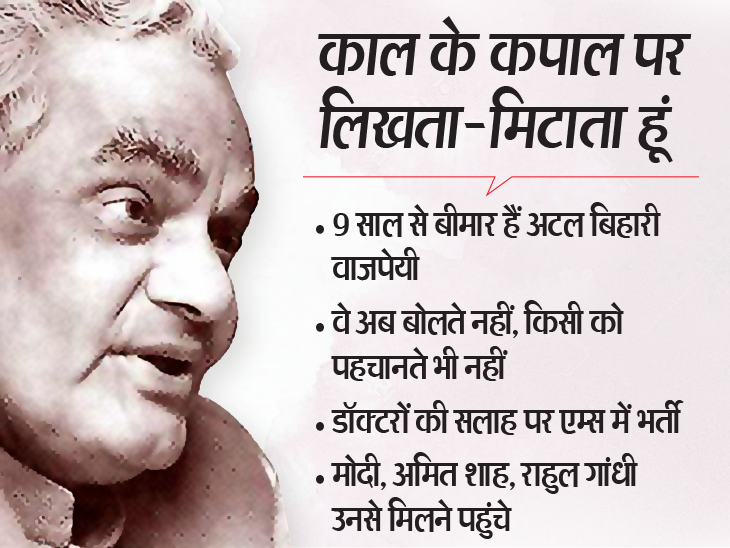 काल के कपाल पर
लिखता-मिटाता हूं
• 9 साल से बीमार हैं अटल बिहारी
वाजपेयी
• वे अब बोलते नहीं, किसी को
पहचानते भी नहीं
• डॉक्टरों की सलाह पर एम्स में भर्ती
• मोदी, अमित शाह, राहुल गांधी
उनसे मिलने पहुंचे